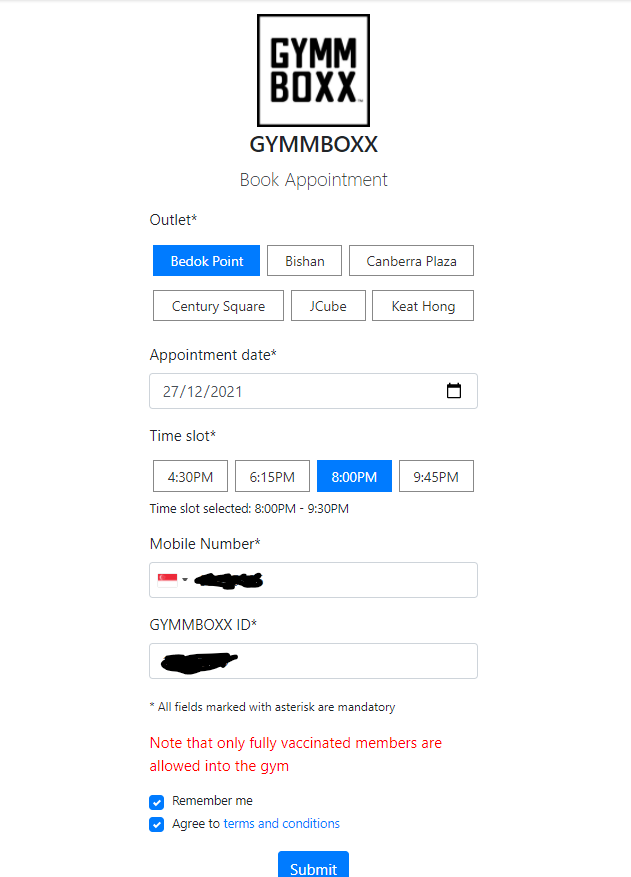 GYMM
BOXX™
GYMMBOXX
Book Appointment
Outlet*
Bedok Point Bishan Canberra Plaza
Century Square JCube Keat Hong
Appointment date*
27/12/2021
Time slot*
4:30PM 6:15PM 8:00PM 9:45PM
Time slot selected: 8:00PM - 9:30PM
Mobile Number*
GYMMBOXX ID*
* All fields marked with asterisk are mandatory
Note that only fully vaccinated members are
allowed into the gym
Remember me
Agree to terms and conditions
Submit